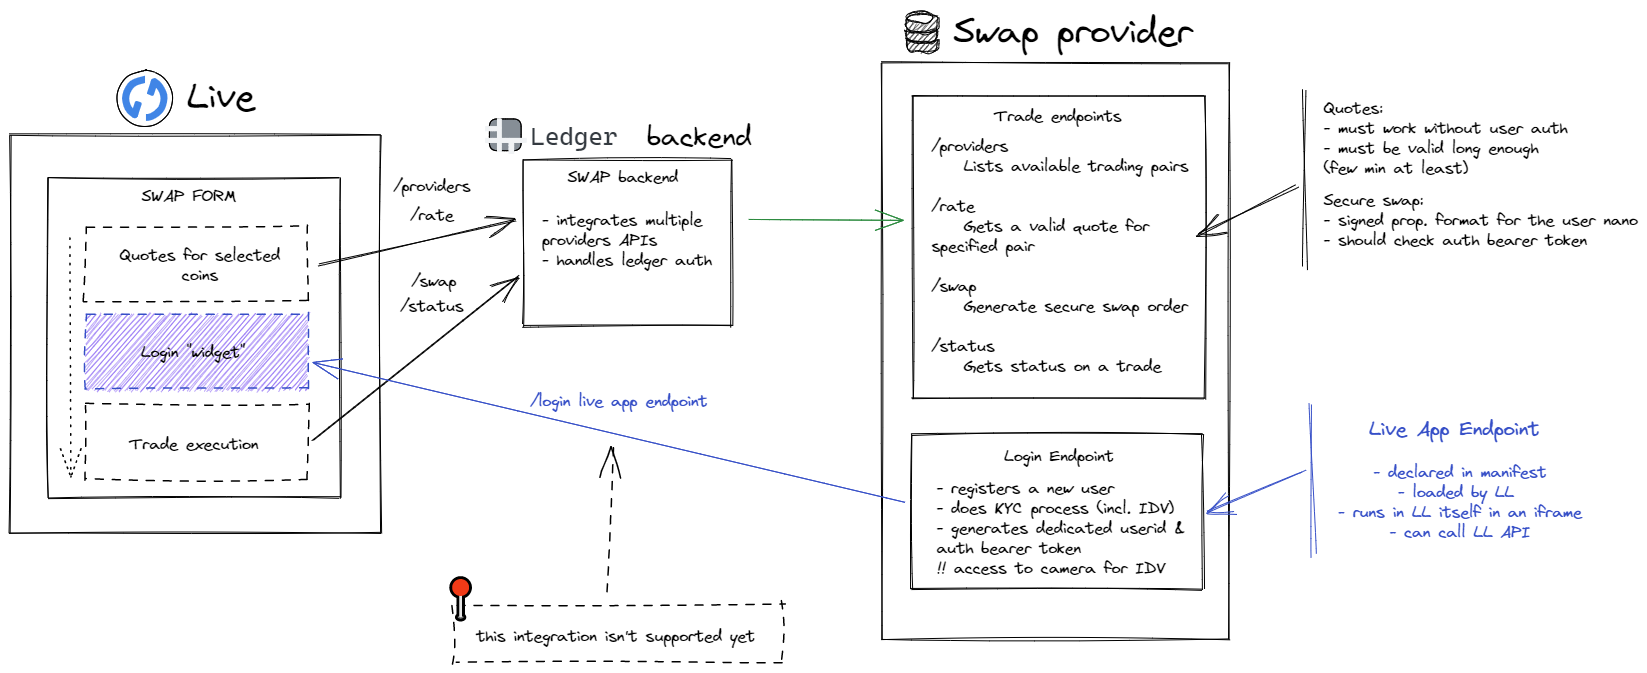 Live
SWAP FORM
Quotes for selected
coins
Login "widget"
Trade execution
/providers
/rate
/swap
/status
Ledger backend
SWAP backend
- integrates multiple
providers APIs
- handles ledger auth
/login live app endpoint
this integration isn't supported yet
Swap provider
Trade endpoints
/providers
Lists available trading pairs
/rate
Gets a valid quote for
specified pair
/swap
Generate secure swap order
/status
Gets status on a trade
Login Endpoint
- registers a new user
- does KYC process (incl. IDV)
- generates dedicated userid &
auth bearer token
!! access to camera for IDV
Quotes:
- must work without user auth
- must be valid long enough
(few min at least)
Secure swap:
- signed prop. format for the user nano
- should check auth bearer token
Live App Endpoint
- declared in manifest
- loaded by LL
- runs in LL itself in an iframe
- can call LL API